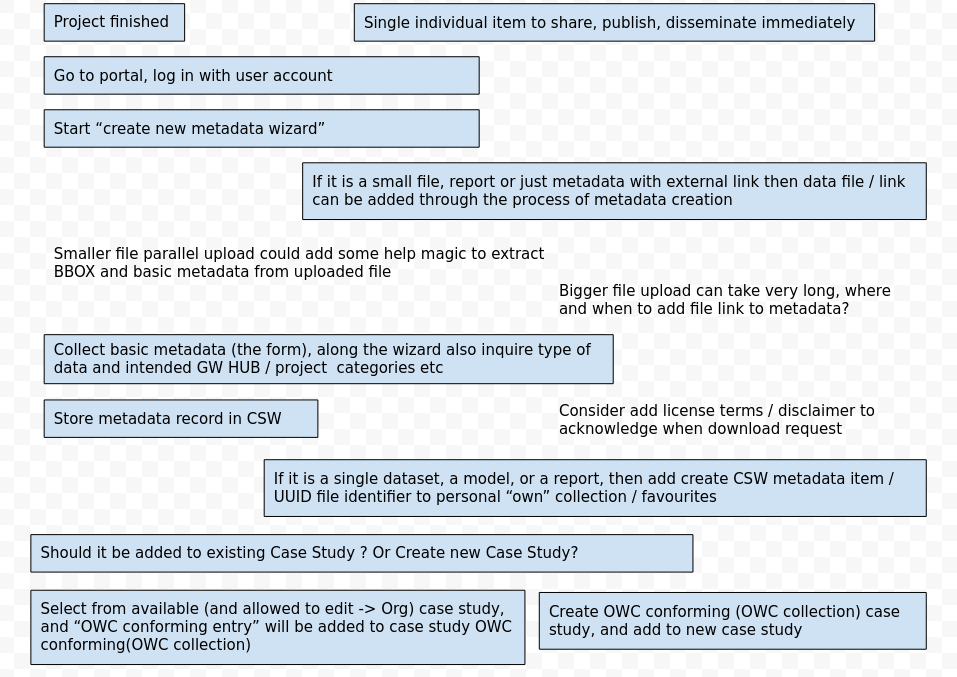 Project finished
Single individual item to share, publish, disseminate immediately
Go to portal, log in with user account
Start “create new metadata wizard”
If it is a small file, report or just metadata with external link then data file / link
can be added through the process of metadata creation
Smaller file parallel upload could add some help magic to extract
BBOX and basic metadata from uploaded file
Bigger file upload can take very long, where
and when to add file link to metadata?
Collect basic metadata (the form), along the wizard also inquire type of
data and intended GW HUB / project  categories etc
Store metadata record in CSW
Consider add license terms / disclaimer to
acknowledge when download request
If it is a single dataset, a model, or a report, then add create CSW metadata item /
UUID file identifier to personal “own” collection / favourites
Should it be added to existing Case Study ? Or Create new Case Study?
Select from available (and allowed to edit -> Org) case study,
and “OWC conforming entry” will be added to case study OWC
conforming(OWC collection)
Create OWC conforming (OWC collection) case
study, and add to new case study